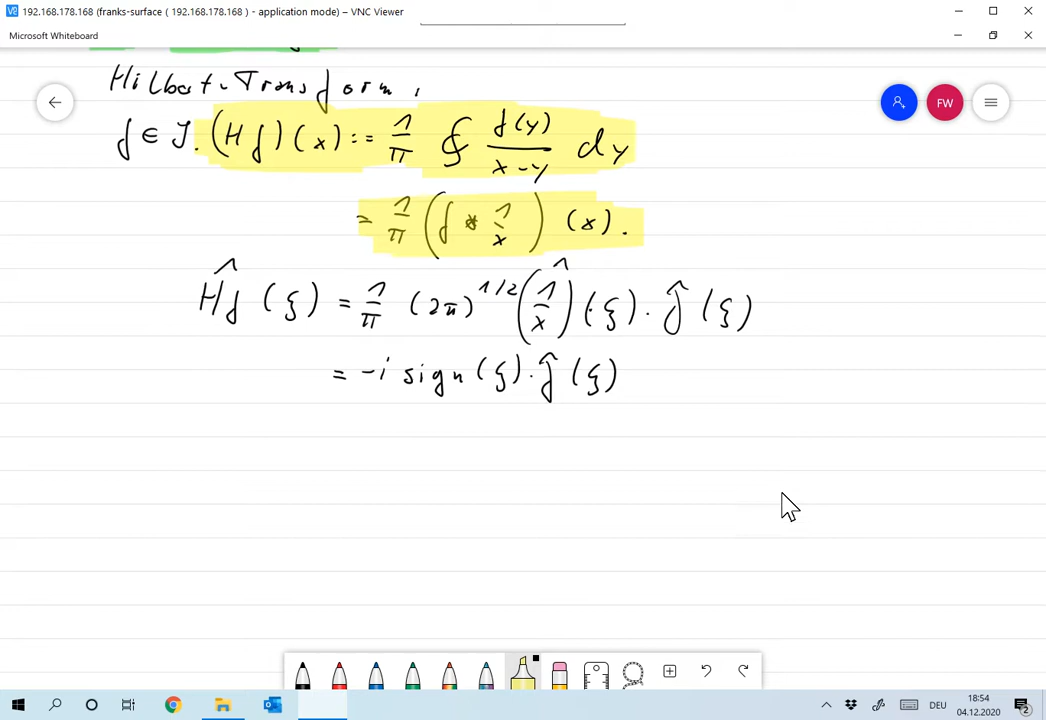 192.168.178.168 (franks-surface ( 192.168.178.168 ) - application mode) – VNC Viewer
Microsoft Whiteboard
FW
Hilbert-Transform:
f ∈ S. (Hf)(x) := 1/π ⨍ f(y)/(x-y) dy
= 1/π (f * 1/x) (x).
Ĥf (ξ) = 1/π (2π)^1/2 (1/x)^ (ξ) · f̂ (ξ)
= -i sign (ξ) · f̂ (ξ)
DEU
18:54
04.12.2020
2